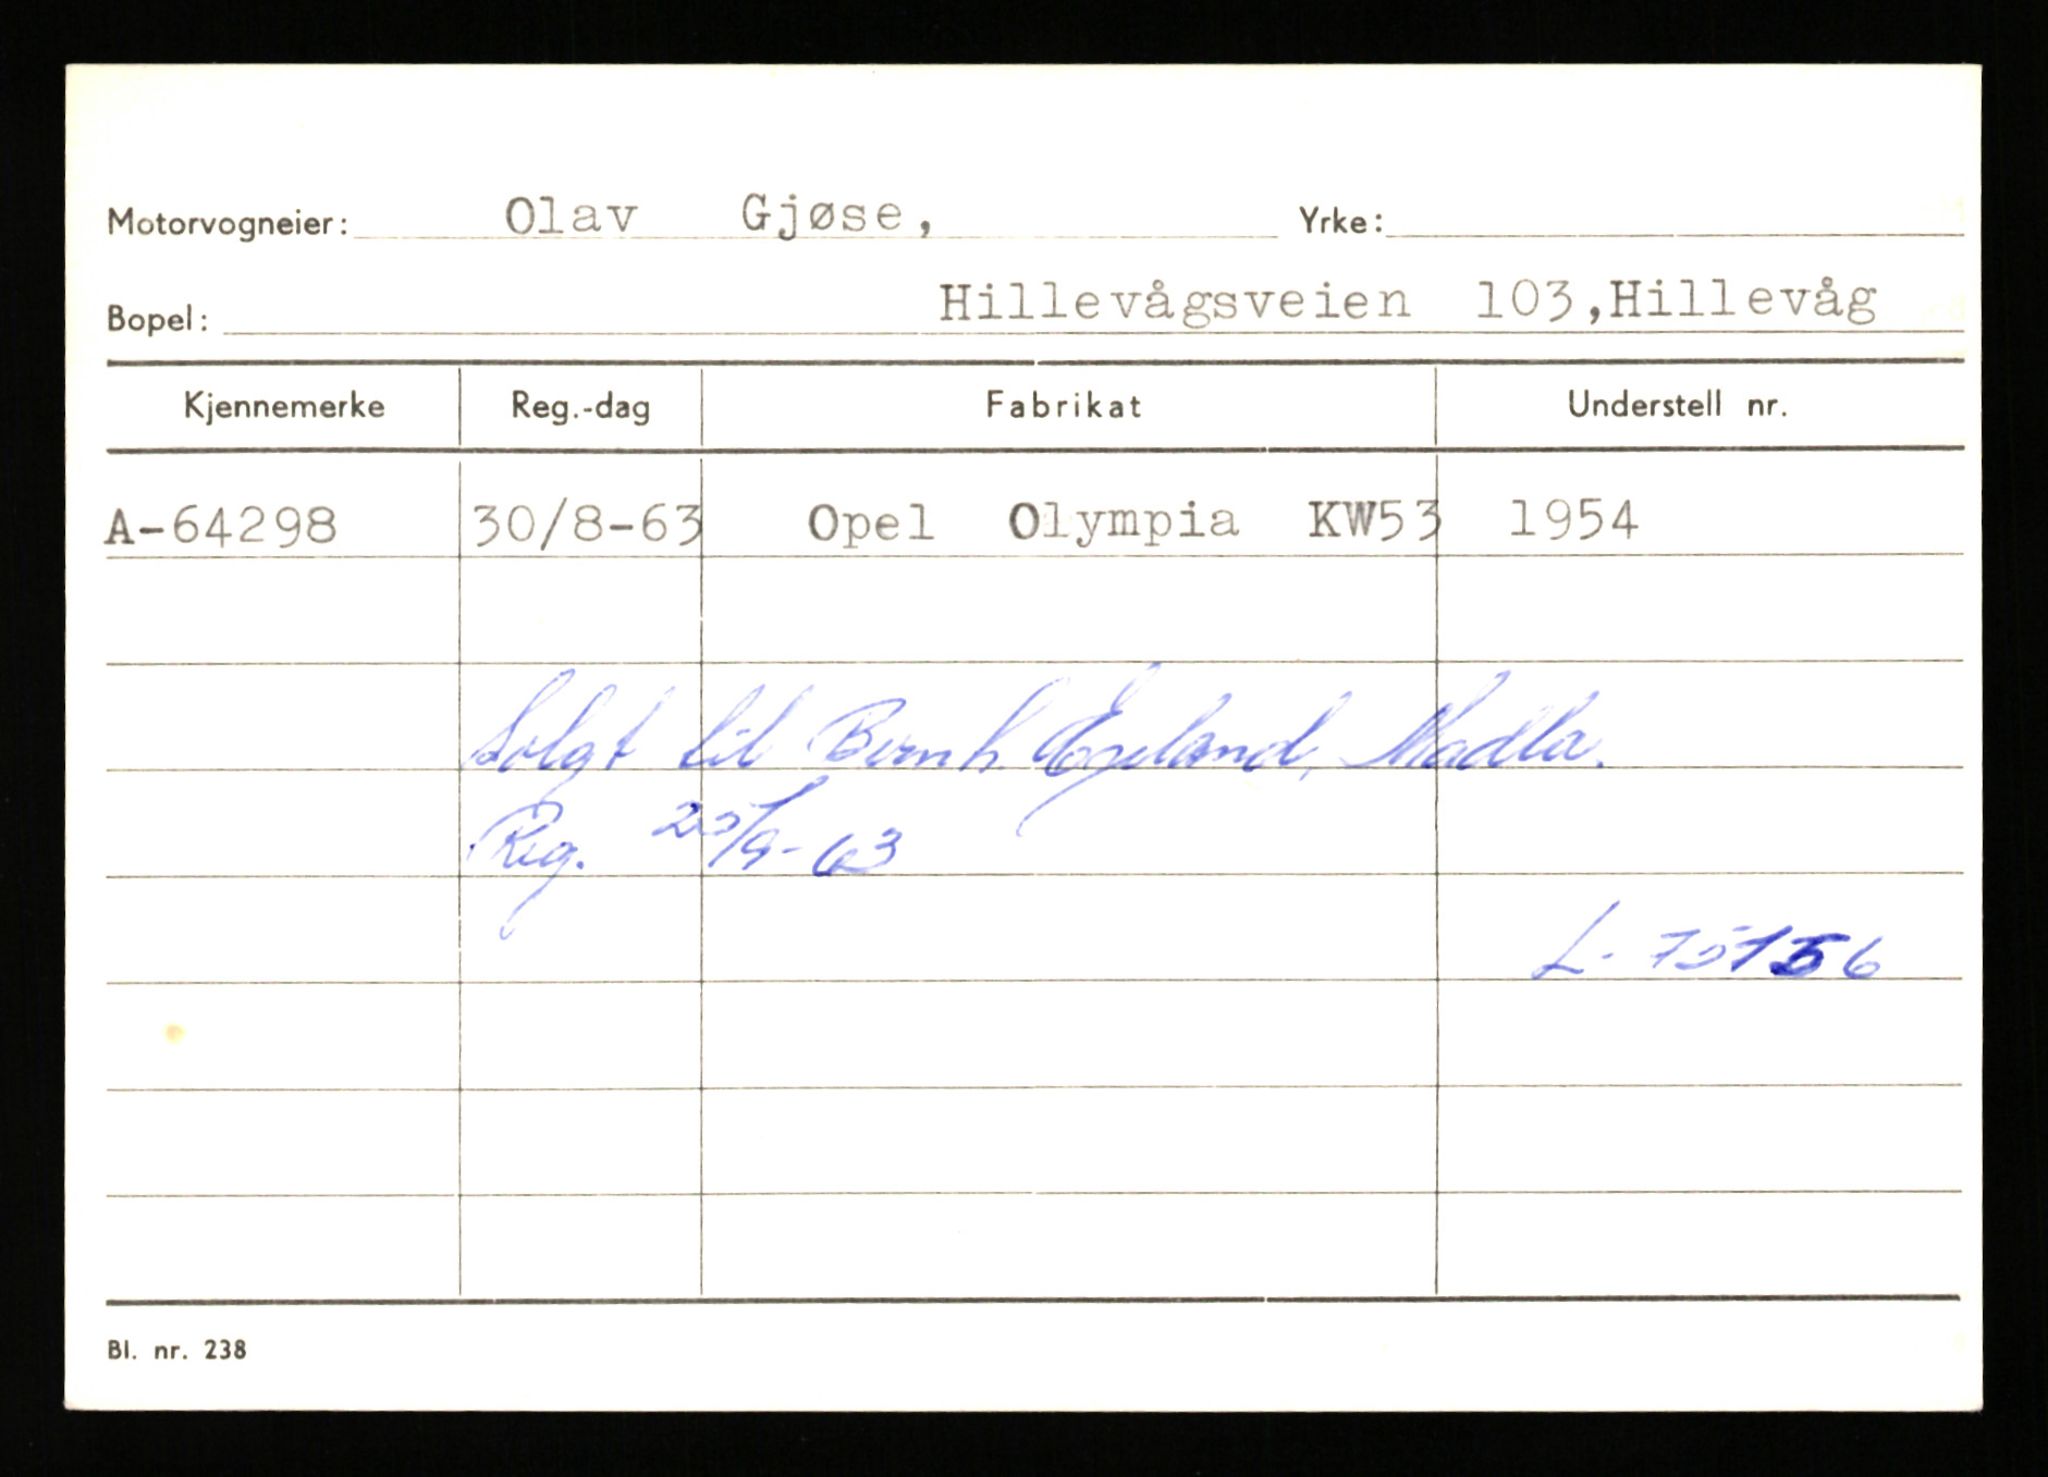 Motorvogneier: Olav Gjøse, Yrke:
Bopel: Hillevågsveien 103, Hillevåg
Kjennemerke Reg.-dag Fabrikat Understell nr.
A-64298 30/8-63 Opel Olympia KW53 1954
Solgt til Bernh. Egeland, Madla.
Reg. 25/9-63
L-75156
Bl. nr. 238